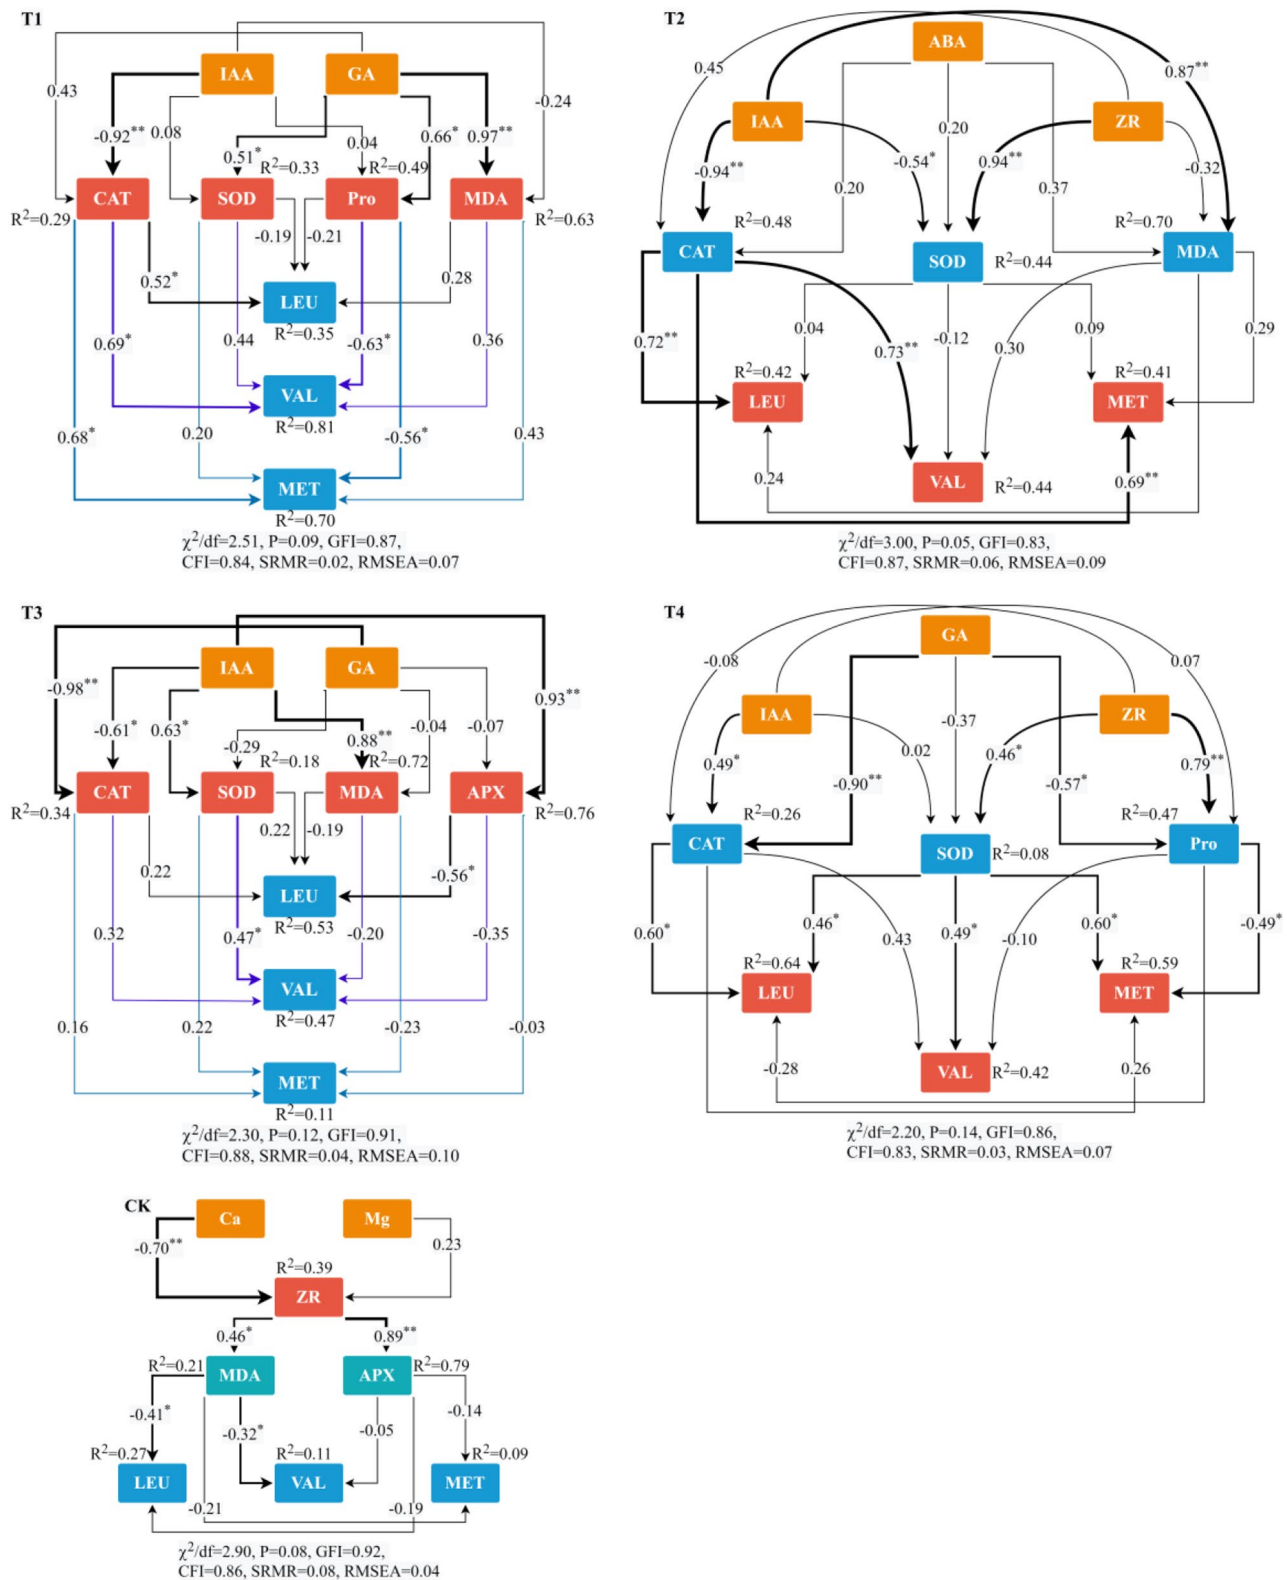 T1
IAA
GA
0.43
-0.92**
0.08
0.51*
0.04
0.66*
0.97**
-0.24
R²=0.33
R²=0.49
CAT
SOD
Pro
MDA
R²=0.29
R²=0.63
-0.19
-0.21
0.52*
0.28
LEU
R²=0.35
0.69*
0.44
-0.63*
0.36
VAL
R²=0.81
0.68*
0.20
-0.56*
0.43
MET
R²=0.70
χ²/df=2.51, P=0.09, GFI=0.87,
CFI=0.84, SRMR=0.02, RMSEA=0.07
T2
ABA
0.45
0.87**
IAA
ZR
0.20
-0.94**
-0.54*
0.94**
-0.32
0.20
0.37
R²=0.48
R²=0.70
CAT
SOD
R²=0.44
MDA
0.72**
0.73**
0.04
-0.12
0.30
0.09
0.29
R²=0.42
R²=0.41
LEU
MET
0.24
VAL
R²=0.44
0.69**
χ²/df=3.00, P=0.05, GFI=0.83,
CFI=0.87, SRMR=0.06, RMSEA=0.09
T3
IAA
GA
-0.98**
0.93**
-0.61*
0.63*
-0.29
0.88**
-0.04
-0.07
R²=0.18
R²=0.72
CAT
SOD
MDA
APX
R²=0.34
R²=0.76
0.22
-0.19
0.22
-0.56*
LEU
R²=0.53
0.32
0.47*
-0.20
-0.35
VAL
R²=0.47
0.16
0.22
-0.23
-0.03
MET
R²=0.11
χ²/df=2.30, P=0.12, GFI=0.91,
CFI=0.88, SRMR=0.04, RMSEA=0.10
T4
GA
-0.08
0.07
IAA
ZR
-0.37
0.49*
0.02
0.46*
0.79**
-0.90**
-0.57*
R²=0.26
R²=0.47
CAT
SOD
R²=0.08
Pro
0.60*
0.43
0.46*
0.49*
-0.10
0.60*
-0.49*
R²=0.64
R²=0.59
LEU
MET
-0.28
VAL
R²=0.42
0.26
χ²/df=2.20, P=0.14, GFI=0.86,
CFI=0.83, SRMR=0.03, RMSEA=0.07
CK
Ca
Mg
-0.70**
0.23
R²=0.39
ZR
0.46*
0.89**
R²=0.21
MDA
APX
R²=0.79
-0.41*
-0.32*
-0.05
-0.14
R²=0.27
R²=0.11
R²=0.09
LEU
VAL
MET
-0.21
-0.19
χ²/df=2.90, P=0.08, GFI=0.92,
CFI=0.86, SRMR=0.08, RMSEA=0.04